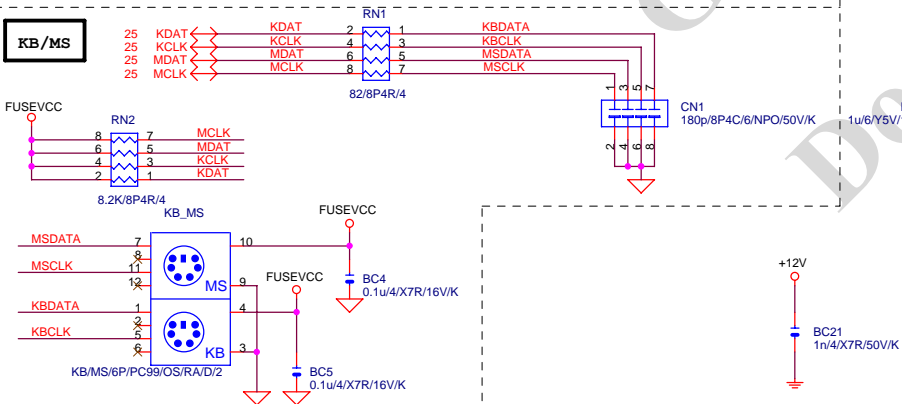 KB/MS
25 KDAT KDAT 2 RN1 1 KBDATA
25 KCLK KCLK 4 3 KBCLK
25 MDAT MDAT 6 5 MSDATA
25 MCLK MCLK 8 7 MSCLK
82/8P4R/4
1 3 5 7
CN1
180p/8P4C/6/NPO/50V/K
1u/6/Y5V/
2 4 6 8
FUSEVCC
RN2
8 7 MCLK
6 5 MDAT
4 3 KCLK
2 1 KDAT
8.2K/8P4R/4
KB_MS
FUSEVCC
MSDATA 7 10
8
MSCLK 11
12 MS 9
BC4
0.1u/4/X7R/16V/K
FUSEVCC
KBDATA 1 4
2
KBCLK 5
6 KB 3
KB/MS/6P/PC99/OS/RA/D/2
BC5
0.1u/4/X7R/16V/K
+12V
BC21
1n/4/X7R/50V/K